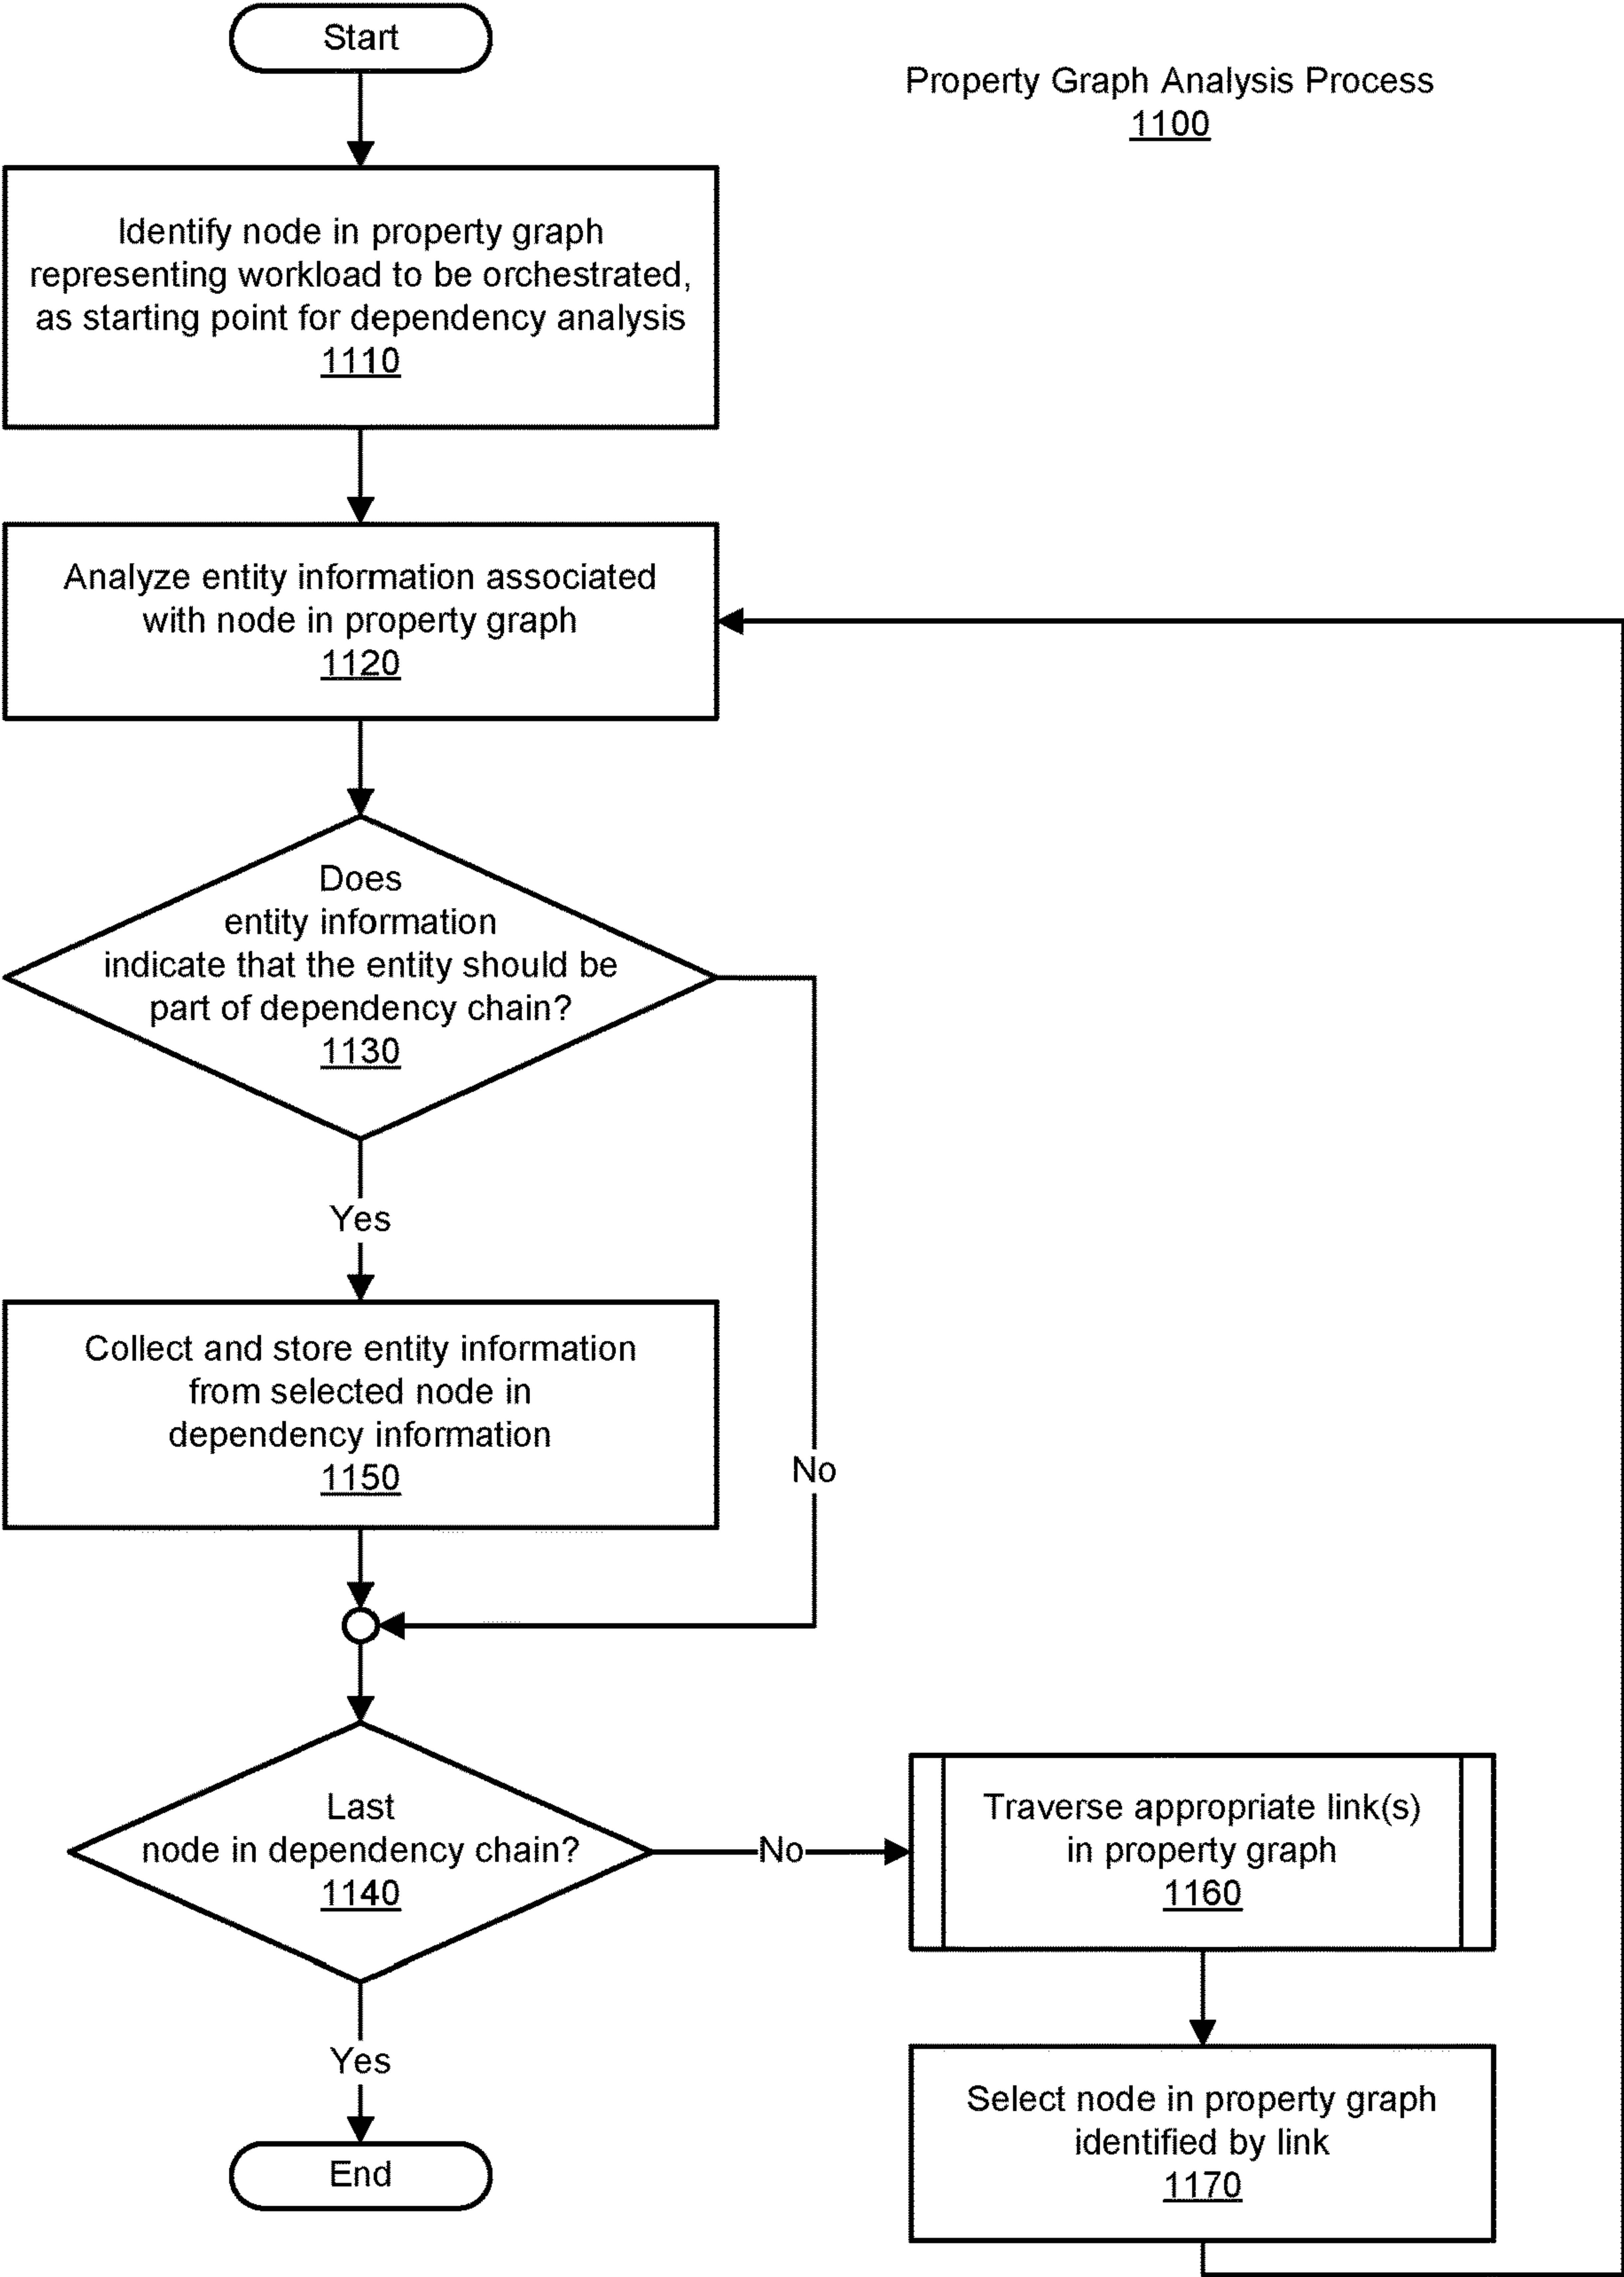 Start
Property Graph Analysis Process
1100
Identify node in property graph
representing workload to be orchestrated,
as starting point for dependency analysis
1110
Analyze entity information associated
with node in property graph
1120
Does
entity information
indicate that the entity should be
part of dependency chain?
1130
Yes
Collect and store entity information
from selected node in
dependency information
1150
No
Last
node in dependency chain?
1140
No
Traverse appropriate link(s)
in property graph
1160
Yes
Select node in property graph
identified by link
1170
End